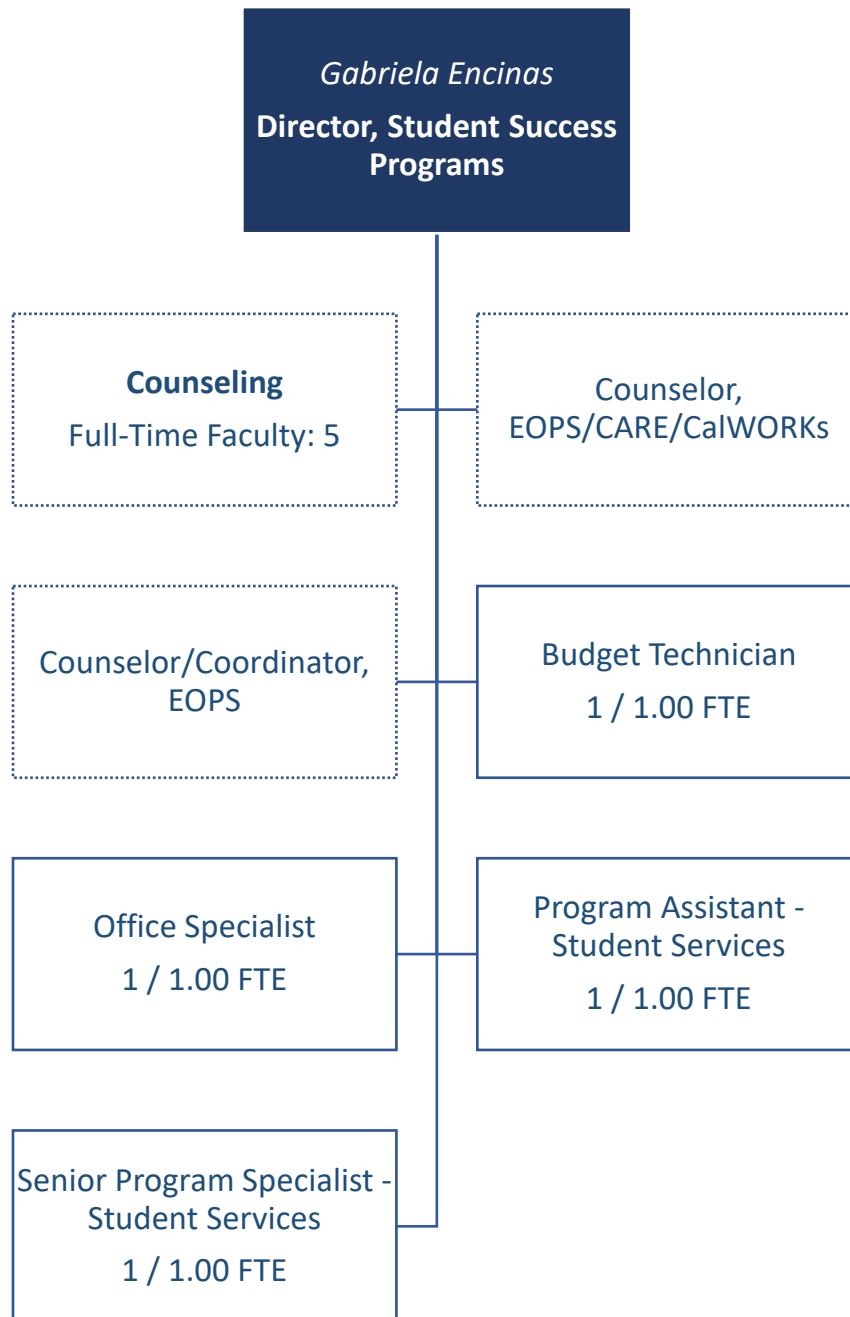 Gabriela Encinas
Director, Student Success
Programs
Counseling
Full-Time Faculty: 5
Counselor,
EOPS/CARE/CalWORKs
Counselor/Coordinator,
EOPS
Budget Technician
1 / 1.00 FTE
Office Specialist
1 / 1.00 FTE
Program Assistant -
Student Services
1 / 1.00 FTE
Senior Program Specialist -
Student Services
1 / 1.00 FTE